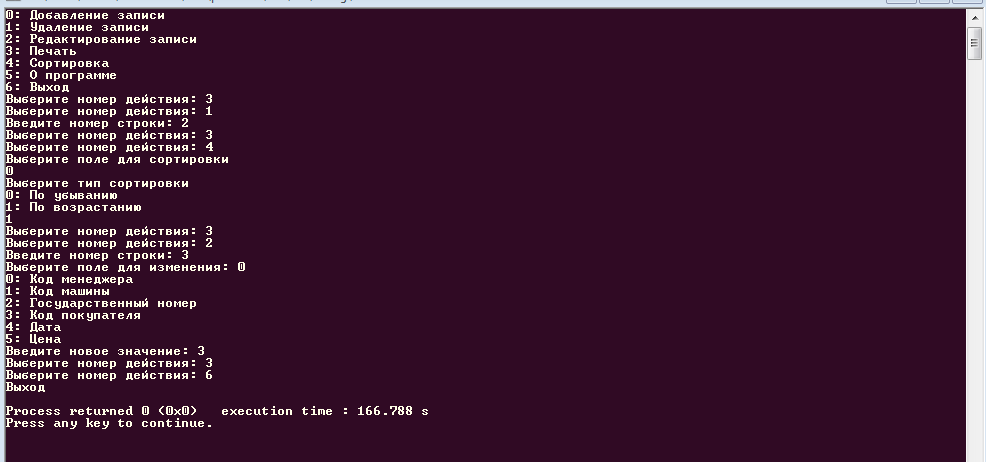 0: Добавление записи
1: Удаление записи
2: Редактирование записи
3: Печать
4: Сортировка
5: О программе
6: Выход
Выберите номер действия: 3
Выберите номер действия: 1
Введите номер строки: 2
Выберите номер действия: 3
Выберите номер действия: 4
Выберите поле для сортировки
0
Выберите тип сортировки
0: По убыванию
1: По возрастанию
1
Выберите номер действия: 3
Выберите номер действия: 2
Введите номер строки: 3
Выберите поле для изменения: 0
0: Код менеджера
1: Код машины
2: Государственный номер
3: Код покупателя
4: Дата
5: Цена
Введите новое значение: 3
Выберите номер действия: 3
Выберите номер действия: 6
Выход
Process returned 0 (0x0)   execution time : 166.788 s
Press any key to continue.